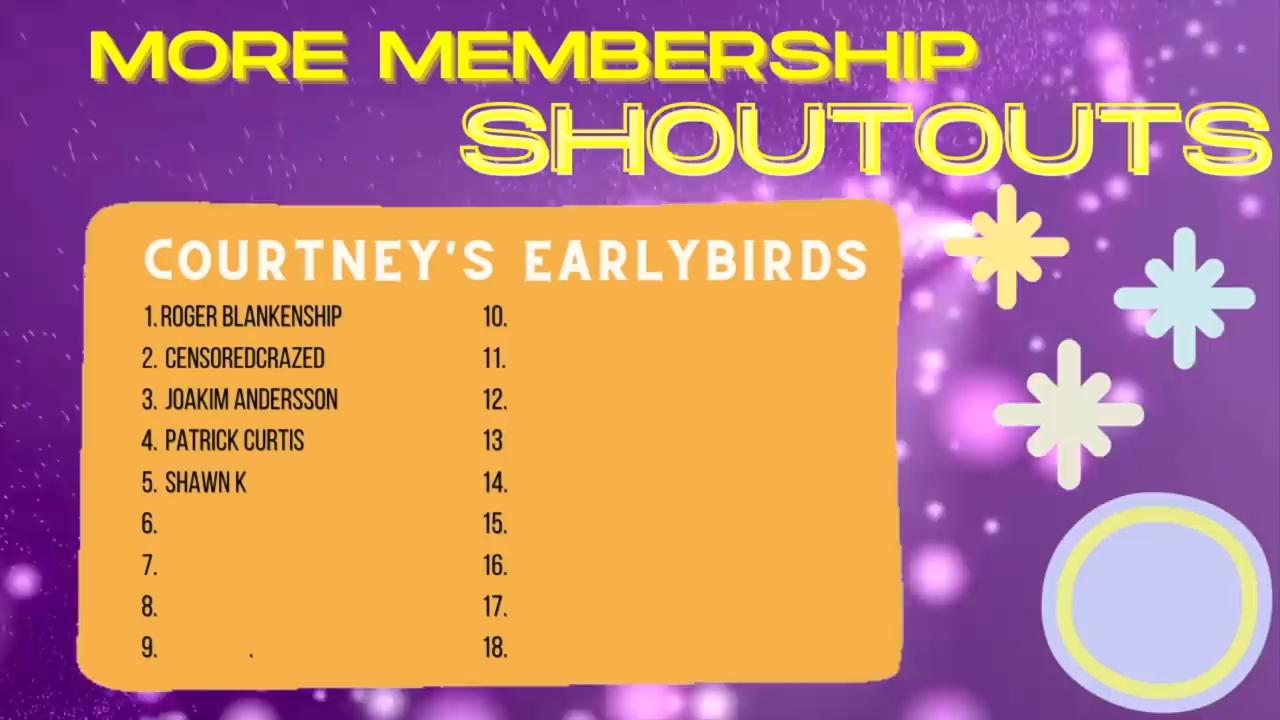 MORE MEMBERSHIP
SHOUTOUTS
COURTNEY'S EARLYBIRDS
1. ROGER BLANKENSHIP
2. CENSOREDCRAZED
3. JOAKIM ANDERSSON
4. PATRICK CURTIS
5. SHAWN K
6.
7.
8.
9. .
10.
11.
12.
13
14.
15.
16.
17.
18.